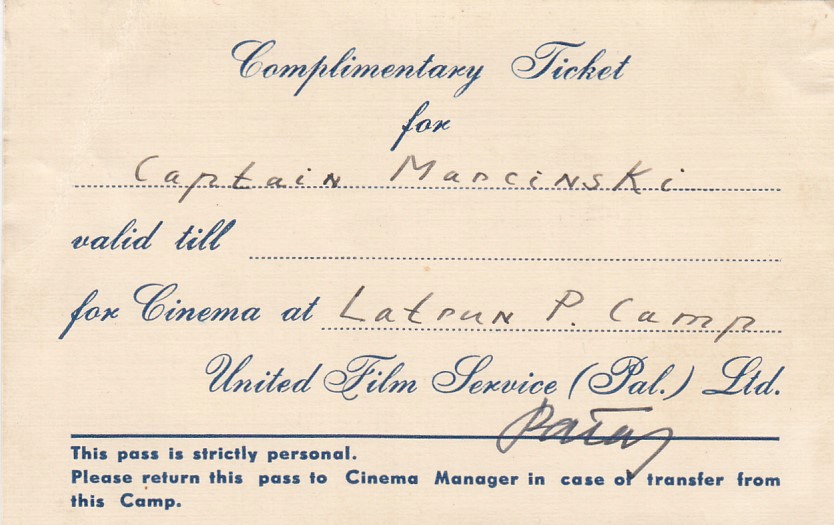 Complimentary Ticket
for
Captain Marcinski
valid till
for Cinema at Latrun P. Camp
United Film Service (Pal.) Ltd.
This pass is strictly personal.
Please return this pass to Cinema Manager in case of transfer from
this Camp.